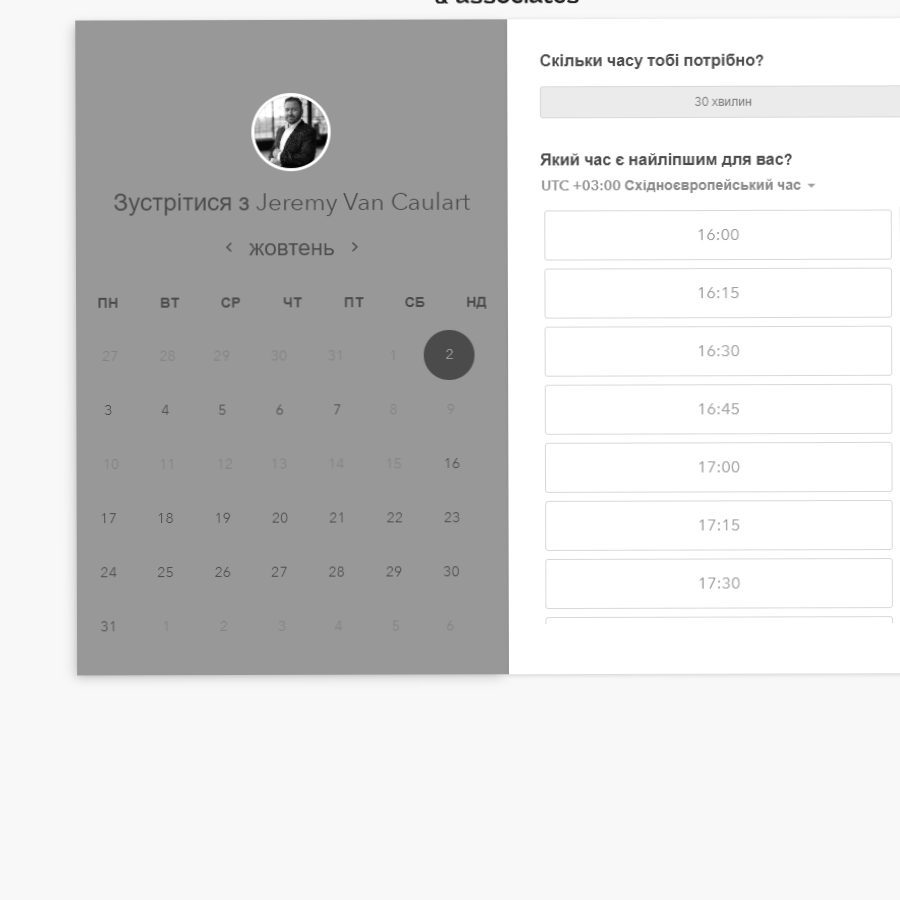 & associates
Зустрітися з Jeremy Van Caulart
жовтень
ПН ВТ СР ЧТ ПТ СБ НД
27 28 29 30 31 1 2
3 4 5 6 7 8 9
10 11 12 13 14 15 16
17 18 19 20 21 22 23
24 25 26 27 28 29 30
31 1 2 3 4 5 6
Скільки часу тобі потрібно?
30 хвилин
Який час є найліпшим для вас?
UTC +03:00 Східноєвропейський час
16:00
16:15
16:30
16:45
17:00
17:15
17:30